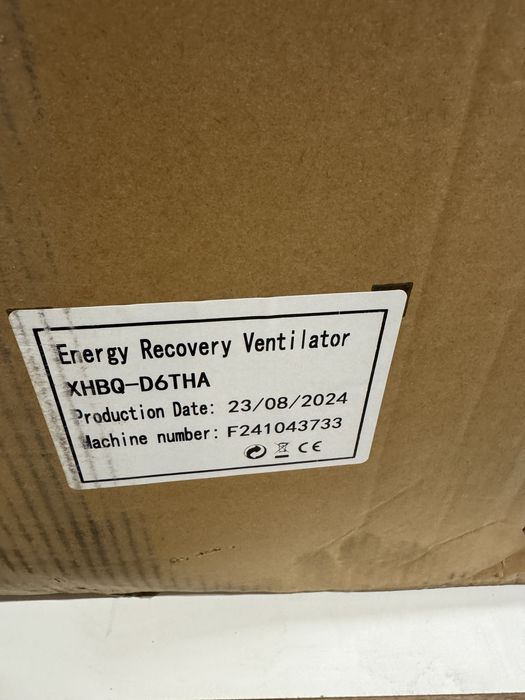 Energy Recovery Ventilator
XHBQ-D6THA
Production Date: 23/08/2024
Machine number: F241043733
CE